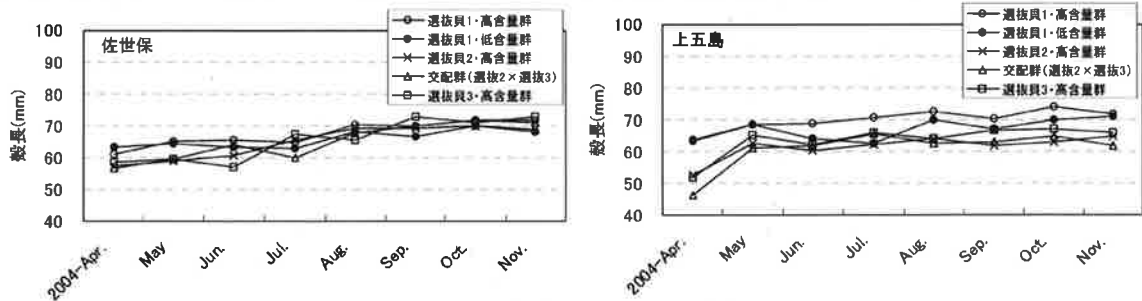 佐世保
選抜貝1・高含量群
選抜貝1・低含量群
選抜貝2・高含量群
交配群(選抜2×選抜3)
選抜貝3・高含量群
殻長(mm)
100
90
80
70
60
50
40
2004-Apr.
May
Jun.
Jul.
Aug.
Sep.
Oct.
Nov.
上五島
選抜貝1・高含量群
選抜貝1・低含量群
選抜貝2・高含量群
交配群(選抜2×選抜3)
選抜貝3・高含量群
殻長(mm)
100
90
80
70
60
50
40
2004-Apr.
May
Jun.
Jul.
Aug.
Sep.
Oct.
Nov.